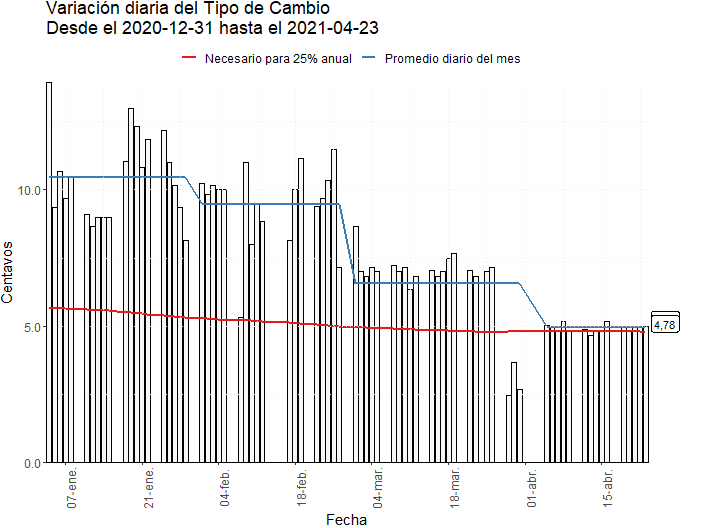 Variación diaria del Tipo de Cambio
Desde el 2020-12-31 hasta el 2021-04-23
Necesario para 25% anual
Promedio diario del mes
Centavos
10.0
5.0
0.0
4,78
07-ene.
21-ene.
04-feb.
18-feb.
04-mar.
18-mar.
01-abr.
15-abr.
Fecha